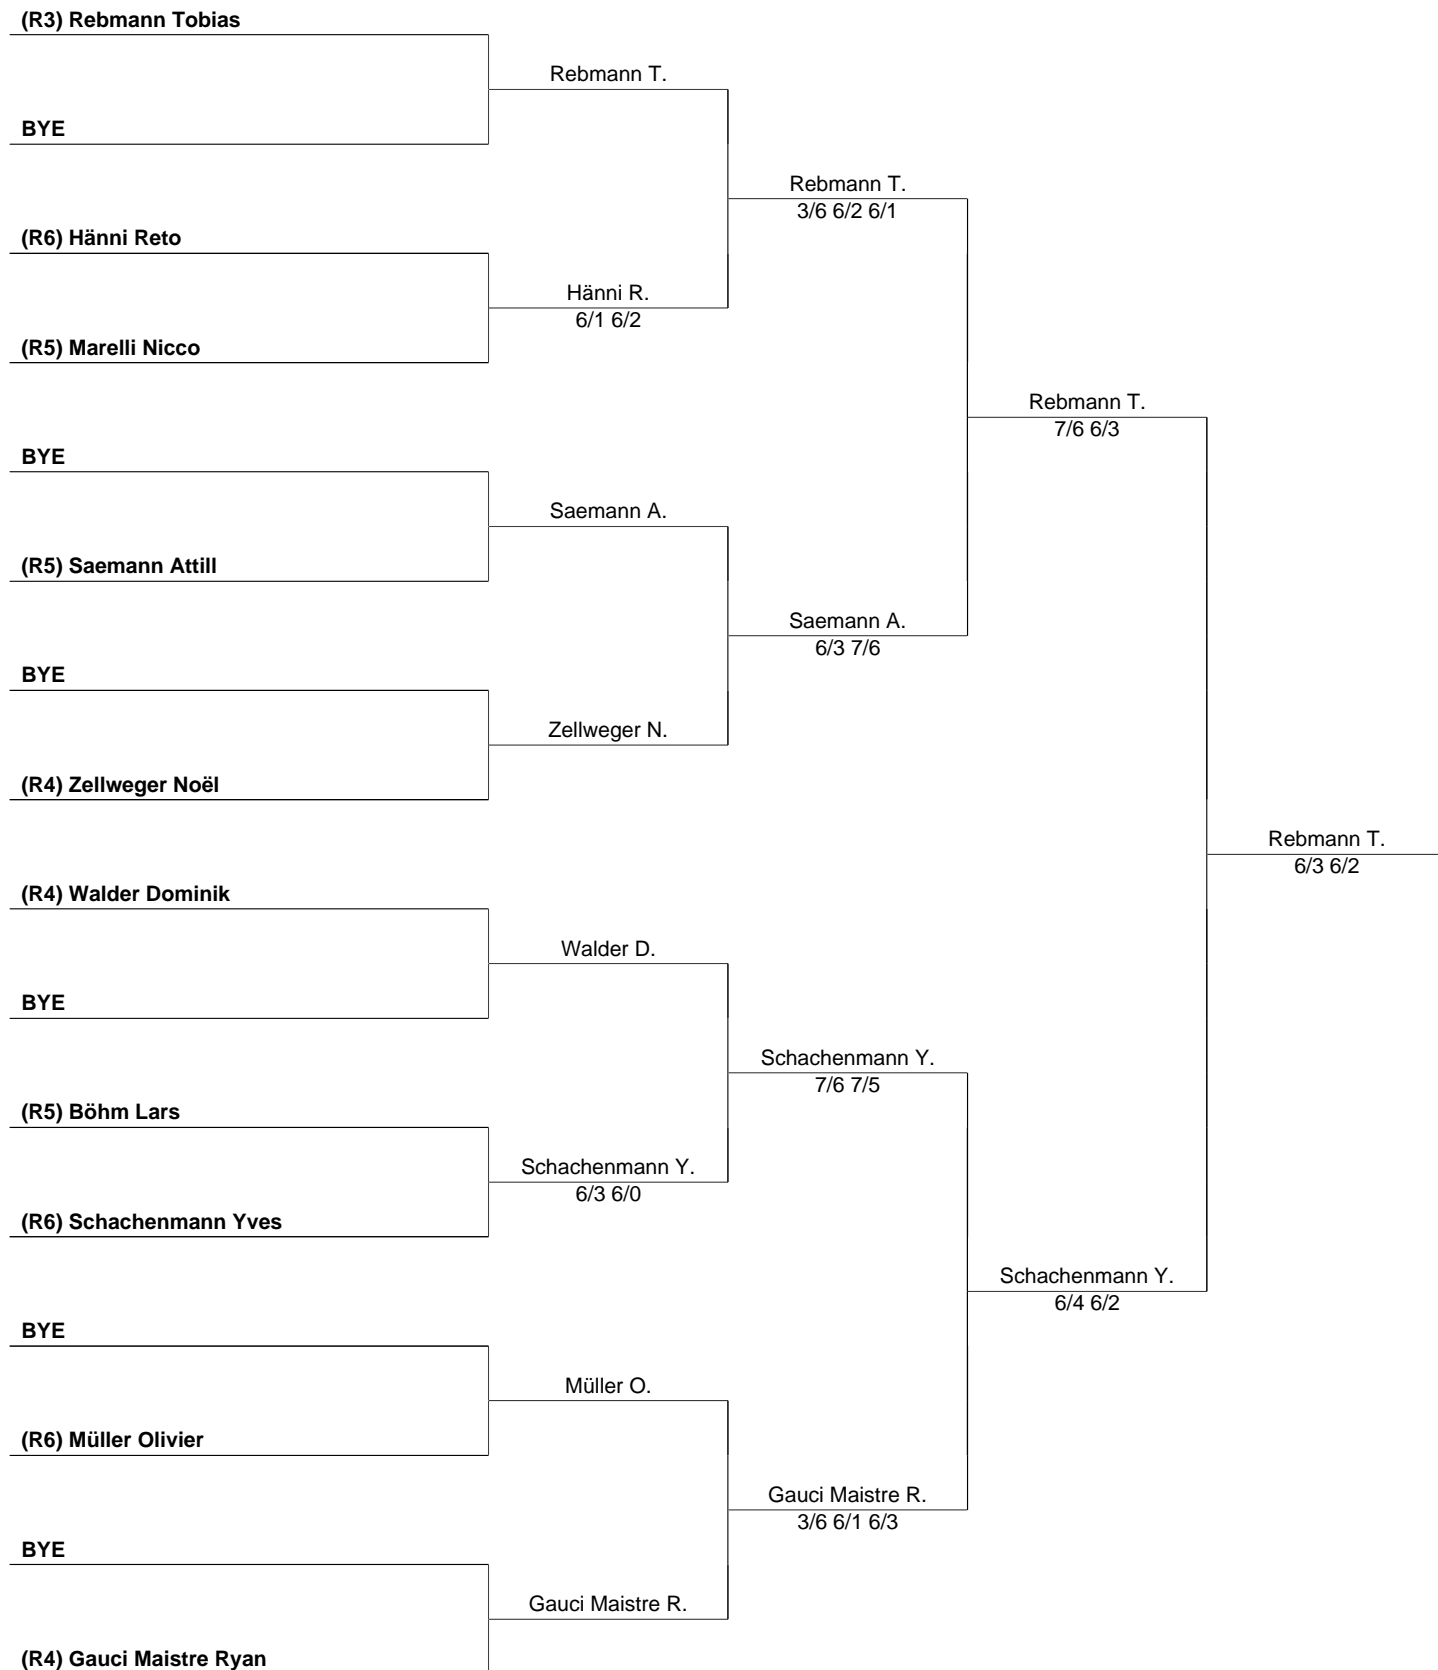 (R3) Rebmann Tobias
Rebmann T.
BYE
Rebmann T.
3/6 6/2 6/1
(R6) Hänni Reto
Hänni R.
6/1 6/2
(R5) Marelli Nicco
Rebmann T.
7/6 6/3
BYE
Saemann A.
(R5) Saemann Attill
Saemann A.
6/3 7/6
BYE
Zellweger N.
(R4) Zellweger Noël
Rebmann T.
6/3 6/2
(R4) Walder Dominik
Walder D.
BYE
Schachenmann Y.
7/6 7/5
(R5) Böhm Lars
Schachenmann Y.
6/3 6/0
(R6) Schachenmann Yves
Schachenmann Y.
6/4 6/2
BYE
Müller O.
(R6) Müller Olivier
Gauci Maistre R.
3/6 6/1 6/3
BYE
Gauci Maistre R.
(R4) Gauci Maistre Ryan